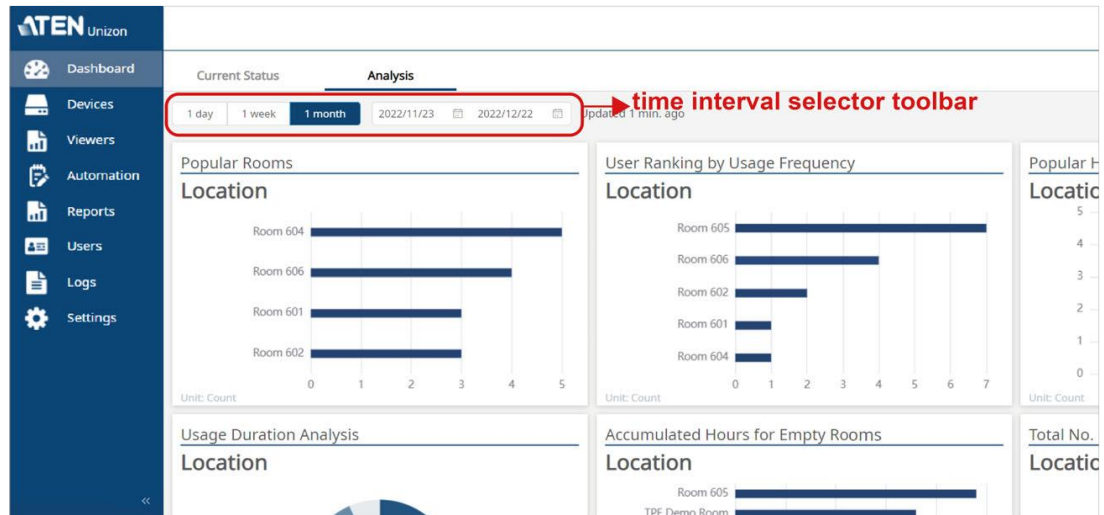 ATEN Unizon
Dashboard
Devices
Viewers
Automation
Reports
Users
Logs
Settings
«
Current Status
Analysis
1 day
1 week
1 month
2022/11/23
2022/12/22
time interval selector toolbar
Updated 1 min. ago
Popular Rooms
Location
Room 604
Room 606
Room 601
Room 602
0 1 2 3 4 5
Unit: Count
User Ranking by Usage Frequency
Location
Room 605
Room 606
Room 602
Room 601
Room 604
0 1 2 3 4 5 6 7
Unit: Count
Popular H
Locatic
5
4
3
2
1
0
Unit: Count
Usage Duration Analysis
Location
Accumulated Hours for Empty Rooms
Location
Room 605
TPE Demo Room
Total No.
Locatic